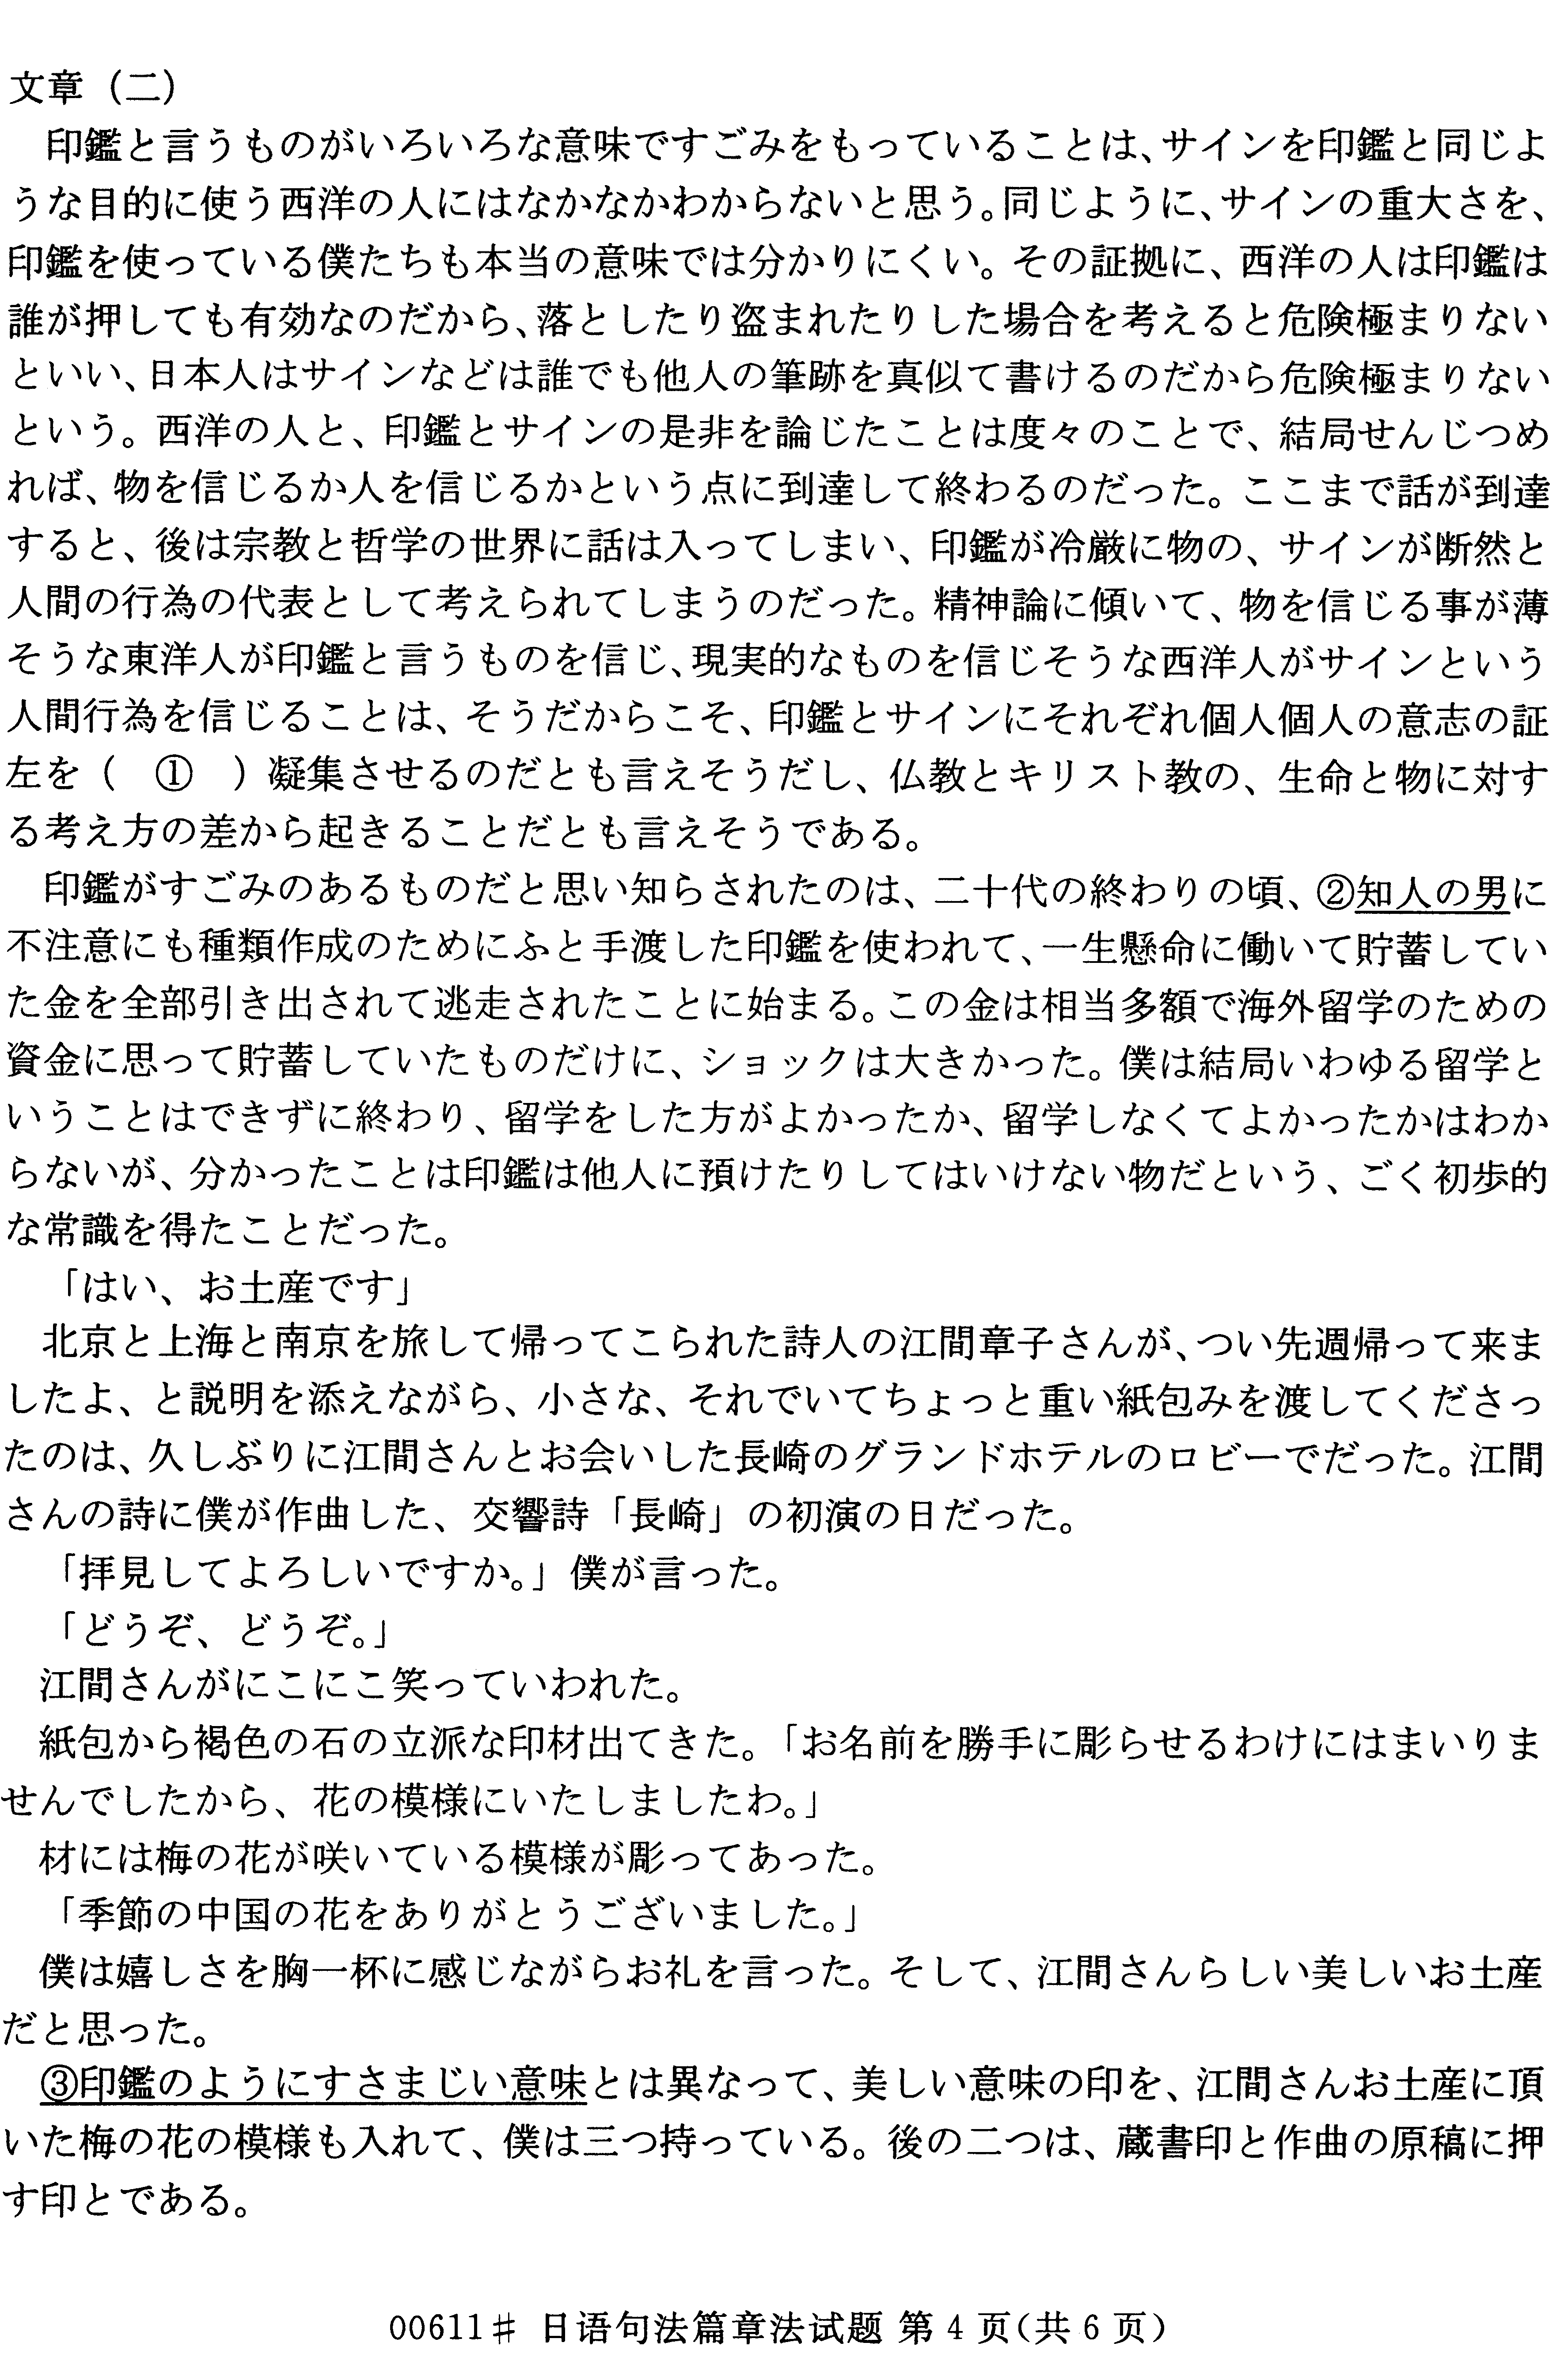 文章（二）
印鑑と言うものがいろいろな意味ですごみをもっていることは、サインを印鑑と同じよ
うな目的に使う西洋の人にはなかなかわからないと思う。同じように、サインの重大さを、
印鑑を使っている僕たちも本当の意味では分かりにくい。その証拠に、西洋の人は印鑑は
誰が押しても有効なのだから、落としたり盗まれたりした場合を考えると危険極まりない
といい、日本人はサインなどは誰でも他人の筆跡を真似て書けるのだから危険極まりない
という。西洋の人と、印鑑とサインの是非を論じたことは度々のことで、結局せんじつめ
れば、物を信じるか人を信じるかという点に到達して終わるのだった。ここまで話が到達
すると、後は宗教と哲学の世界に話は入ってしまい、印鑑が冷厳に物の、サインが断然と
人間の行為の代表として考えられてしまうのだった。精神論に傾いて、物を信じる事が薄
そうな東洋人が印鑑と言うものを信じ、現実的なものを信じそうな西洋人がサインという
人間行為を信じることは、そうだからこそ、印鑑とサインにそれぞれ個人個人の意志の証
左を（　①　）凝集させるのだとも言えそうだし、仏教とキリスト教の、生命と物に対す
る考え方の差から起きることだとも言えそうである。
印鑑がすごみのあるものだと思い知らされたのは、二十代の終わりの頃、②知人の男に
不注意にも種類作成のためにふと手渡した印鑑を使われて、一生懸命に働いて貯蓄してい
た金を全部引き出されて逃走されたことに始まる。この金は相当多額で海外留学のための
資金に思って貯蓄していたものだけに、ショックは大きかった。僕は結局いわゆる留学と
いうことはできずに終わり、留学をした方がよかったか、留学しなくてよかったかはわか
らないが、分かったことは印鑑は他人に預けたりしてはいけない物だという、ごく初歩的
な常識を得たことだった。
「はい、お土産です」
北京と上海と南京を旅して帰ってこられた詩人の江間章子さんが、つい先週帰って来ま
したよ、と説明を添えながら、小さな、それでいてちょっと重い紙包みを渡してくださっ
たのは、久しぶりに江間さんとお会いした長崎のグランドホテルのロビーでだった。江間
さんの詩に僕が作曲した、交響詩「長崎」の初演の日だった。
「拝見してよろしいですか。」僕が言った。
「どうぞ、どうぞ。」
江間さんがにこにこ笑っていわれた。
紙包から褐色の石の立派な印材出てきた。「お名前を勝手に彫らせるわけにはまいりま
せんでしたから、花の模様にいたしましたわ。」
材には梅の花が咲いている模様が彫ってあった。
「季節の中国の花をありがとうございました。」
僕は嬉しさを胸一杯に感じながらお礼を言った。そして、江間さんらしい美しいお土産
だと思った。
③印鑑のようにすさまじい意味とは異なって、美しい意味の印を、江間さんお土産に頂
いた梅の花の模様も入れて、僕は三つ持っている。後の二つは、蔵書印と作曲の原稿に押
す印とである。
00611＃ 日语句法篇章法试题 第 4 页（共 6 页）